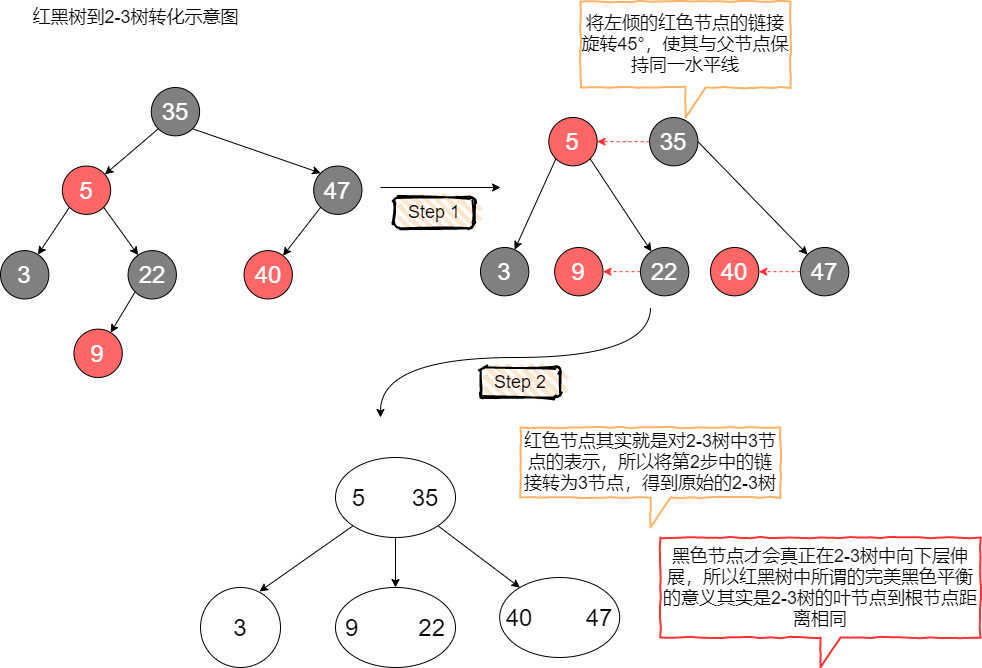 红黑树到2-3树转化示意图
将左倾的红色节点的链接
旋转45°，使其与父节点保
持同一水平线
35
5
47
3
22
40
9
Step 1
5
35
3
9
22
40
47
Step 2
红色节点其实就是对2-3树中3节
点的表示，所以将第2步中的链
接转为3节点，得到原始的2-3树
5 35
3
9 22
40 47
黑色节点才会真正在2-3树中向下层伸
展，所以红黑树中所谓的完美黑色平衡
的意义其实是2-3树的叶节点到根节点距
离相同